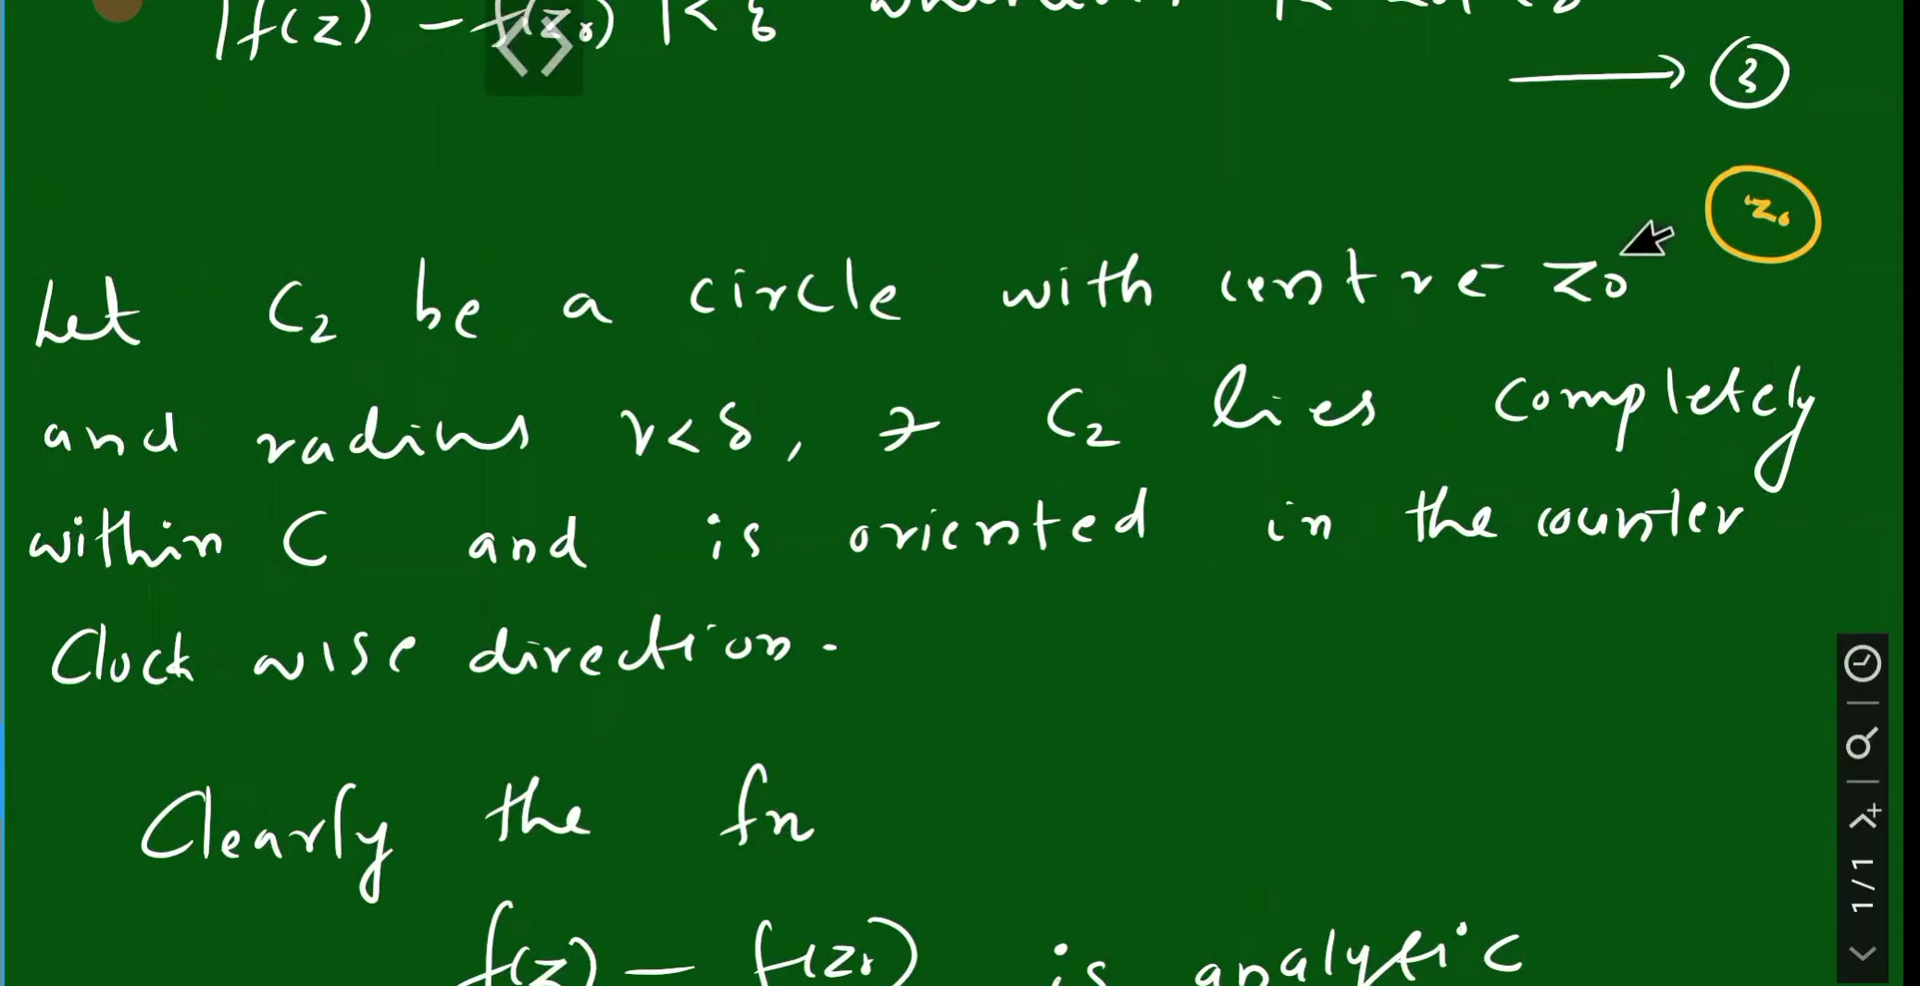 |f(z) - f(z₀)| < ε
→ ③
z₀
Let C₂ be a circle with centre z₀
and radius r<δ, ∋ C₂ lies completely
within C and is oriented in the counter
Clock wise direction.
Clearly the fn
f(z) — f(z₀) is analytic
1/1